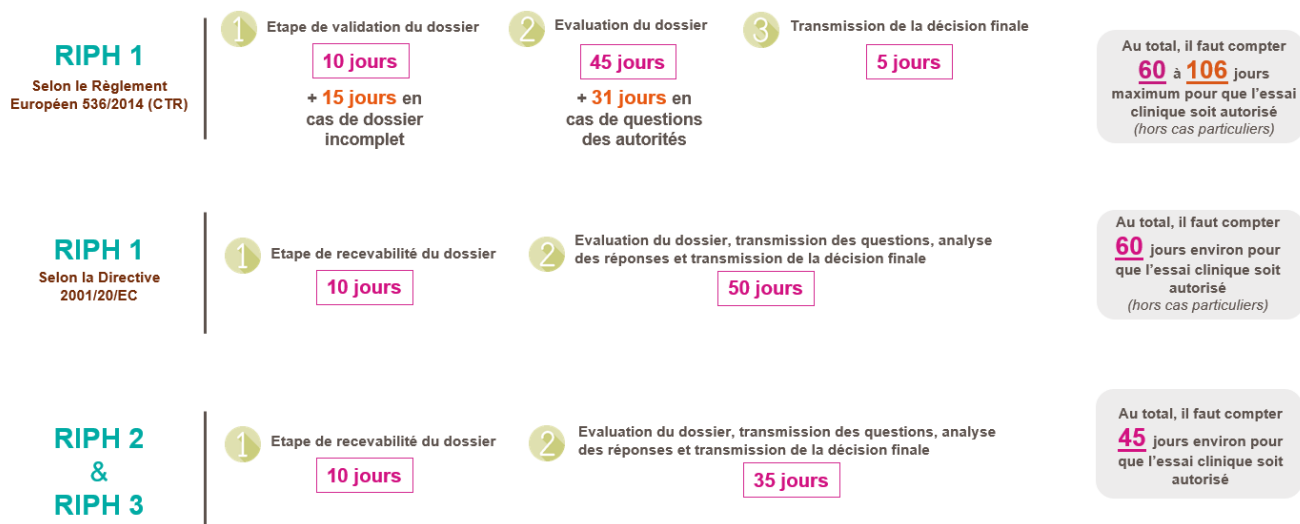 RIPH 1
Selon le Règlement
Européen 536/2014 (CTR)
1 Etape de validation du dossier
10 jours
+ 15 jours en
cas de dossier
incomplet
2 Evaluation du dossier
45 jours
+ 31 jours en
cas de questions
des autorités
3 Transmission de la décision finale
5 jours
Au total, il faut compter
60 à 106 jours
maximum pour que l'essai
clinique soit autorisé
(hors cas particuliers)
RIPH 1
Selon la Directive
2001/20/EC
1 Etape de recevabilité du dossier
10 jours
2 Evaluation du dossier, transmission des questions, analyse
des réponses et transmission de la décision finale
50 jours
Au total, il faut compter
60 jours environ pour
que l'essai clinique soit
autorisé
(hors cas particuliers)
RIPH 2
&
RIPH 3
1 Etape de recevabilité du dossier
10 jours
2 Evaluation du dossier, transmission des questions, analyse
des réponses et transmission de la décision finale
35 jours
Au total, il faut compter
45 jours environ pour
que l'essai clinique soit
autorisé